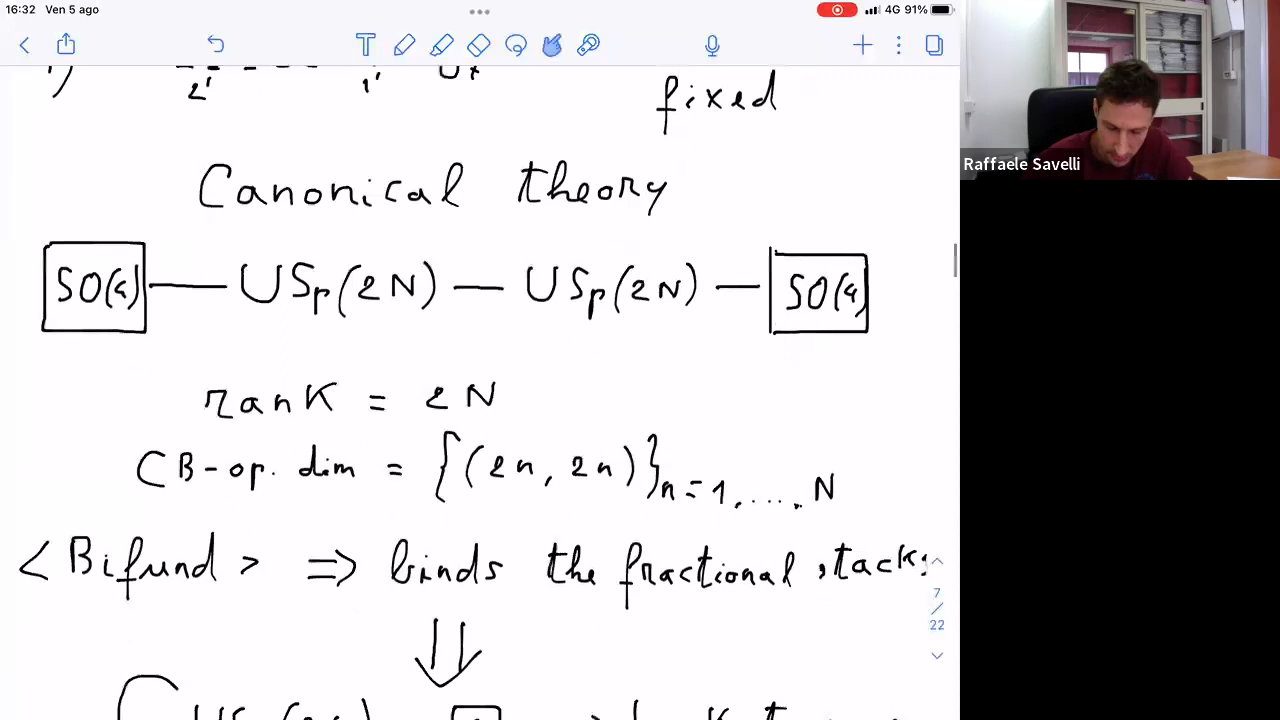 16:32 Ven 5 ago
4G 91%
fixed
Raffaele Savelli
Canonical theory
SO(4) — USp(2N) — USp(2N) — SO(4)
rank = 2N
CB-op. dim = {(2n, 2n)}n=1,....,N
< Bifund > => binds the fractional stacks
7
/
22